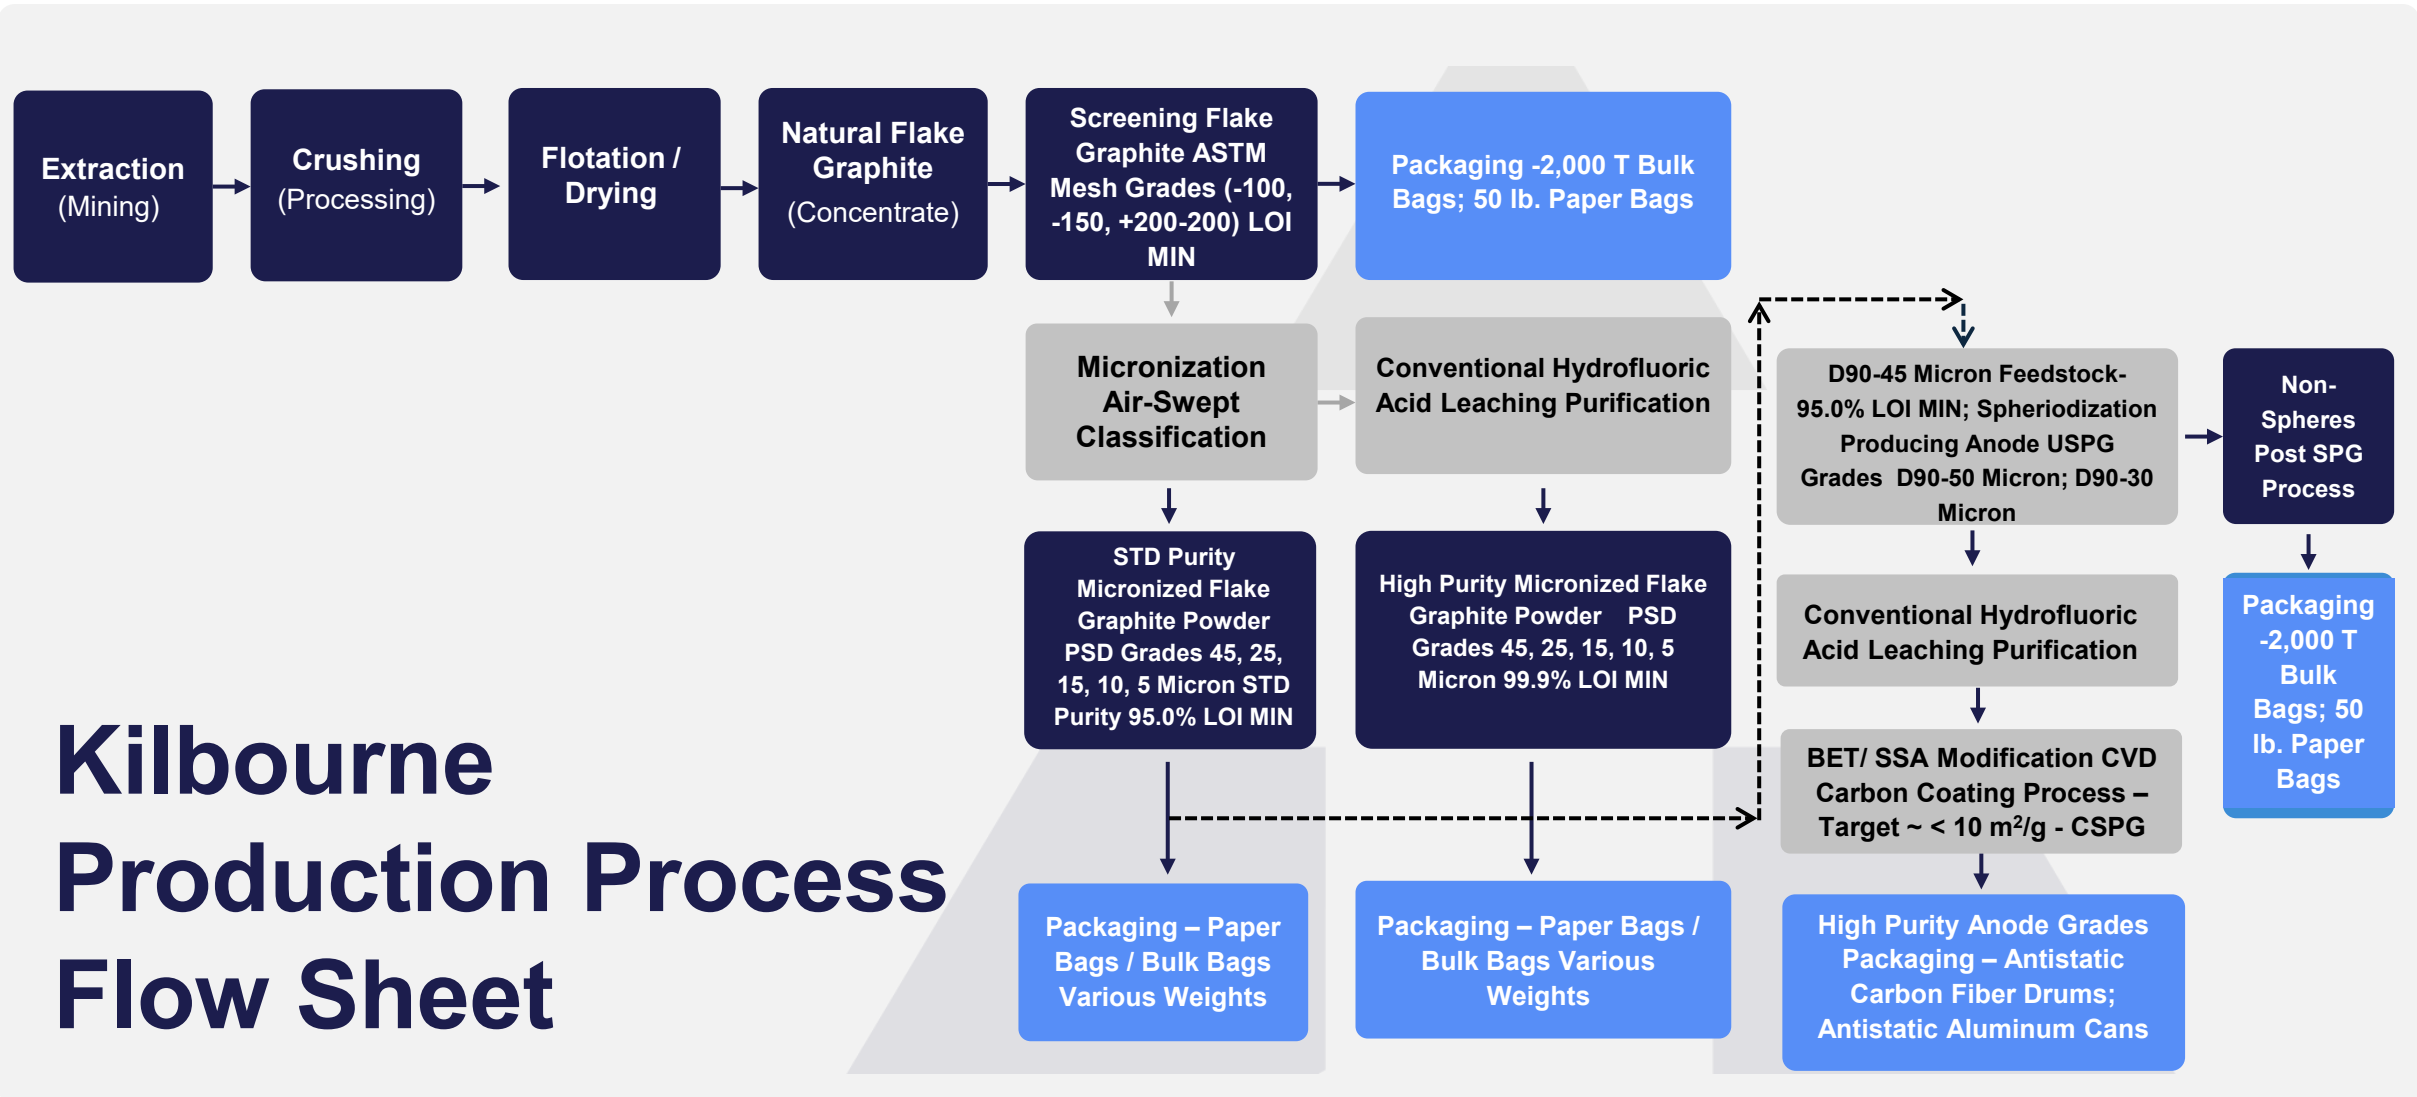 Extraction
(Mining)
Crushing
(Processing)
Flotation /
Drying
Natural Flake
Graphite
(Concentrate)
Screening Flake
Graphite ASTM
Mesh Grades (-100,
-150, +200-200) LOI
MIN
Packaging -2,000 T Bulk
Bags; 50 lb. Paper Bags
Micronization
Air-Swept
Classification
Conventional Hydrofluoric
Acid Leaching Purification
D90-45 Micron Feedstock-
95.0% LOI MIN; Spheriodization
Producing Anode USPG
Grades D90-50 Micron; D90-30
Micron
Non-
Spheres
Post SPG
Process
STD Purity
Micronized Flake
Graphite Powder
PSD Grades 45, 25,
15, 10, 5 Micron STD
Purity 95.0% LOI MIN
High Purity Micronized Flake
Graphite Powder PSD
Grades 45, 25, 15, 10, 5
Micron 99.9% LOI MIN
Conventional Hydrofluoric
Acid Leaching Purification
Packaging
-2,000 T
Bulk
Bags; 50
lb. Paper
Bags
BET/ SSA Modification CVD
Carbon Coating Process –
Target ~ < 10 m²/g - CSPG
Packaging – Paper
Bags / Bulk Bags
Various Weights
Packaging – Paper Bags /
Bulk Bags Various
Weights
High Purity Anode Grades
Packaging – Antistatic
Carbon Fiber Drums;
Antistatic Aluminum Cans
Kilbourne
Production Process
Flow Sheet